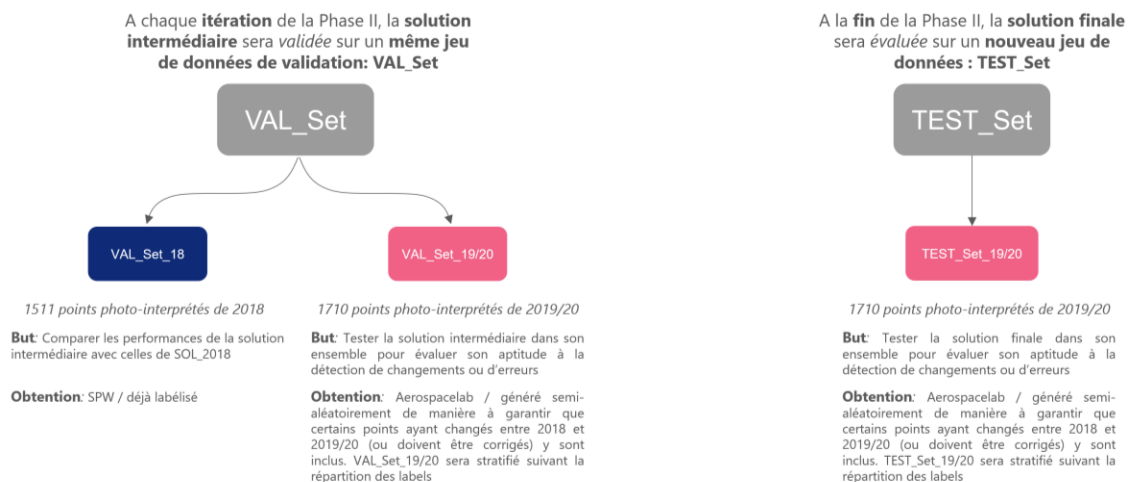 A chaque itération de la Phase II, la solution
intermédiaire sera validée sur un même jeu
de données de validation: VAL_Set
VAL_Set
VAL_Set_18
VAL_Set_19/20
1511 points photo-interprétés de 2018
But: Comparer les performances de la solution
intermédiaire avec celles de SOL_2018
Obtention: SPW / déjà labélisé
1710 points photo-interprétés de 2019/20
But: Tester la solution intermédiaire dans son
ensemble pour évaluer son aptitude à la
détection de changements ou d'erreurs
Obtention: Aerospacelab / généré semi-
aléatoirement de manière à garantir que
certains points ayant changés entre 2018 et
2019/20 (ou doivent être corrigés) y sont
inclus. VAL_Set_19/20 sera stratifié suivant la
répartition des labels
A la fin de la Phase II, la solution finale
sera évaluée sur un nouveau jeu de
données : TEST_Set
TEST_Set
TEST_Set_19/20
1710 points photo-interprétés de 2019/20
But: Tester la solution finale dans son
ensemble pour évaluer son aptitude à la
détection de changements ou d'erreurs
Obtention: Aerospacelab / généré semi-
aléatoirement de manière à garantir que
certains points ayant changés entre 2018 et
2019/20 (ou doivent être corrigés) y sont
inclus. TEST_Set_19/20 sera stratifié suivant la
répartition des labels